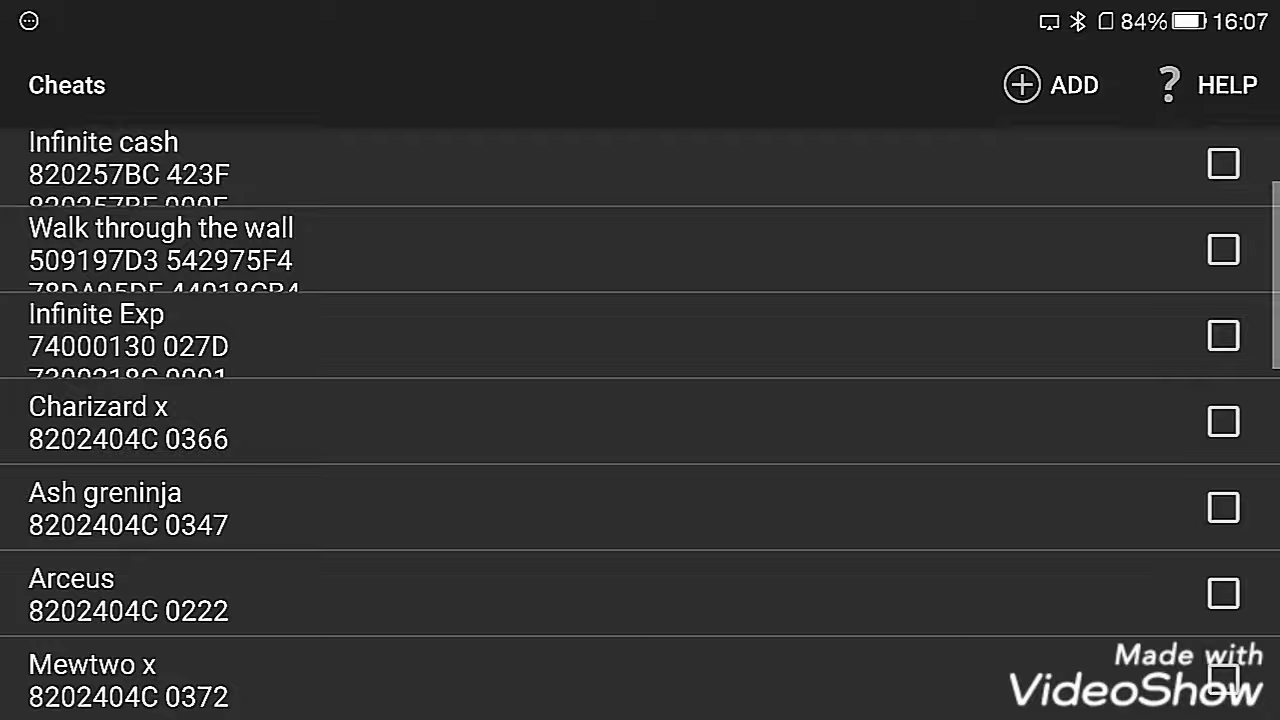 84% 16:07
Cheats
ADD
HELP
Infinite cash
820257BC 423F
Walk through the wall
509197D3 542975F4
Infinite Exp
74000130 027D
Charizard x
8202404C 0366
Ash greninja
8202404C 0347
Arceus
8202404C 0222
Mewtwo x
8202404C 0372
Made with
VideoShow